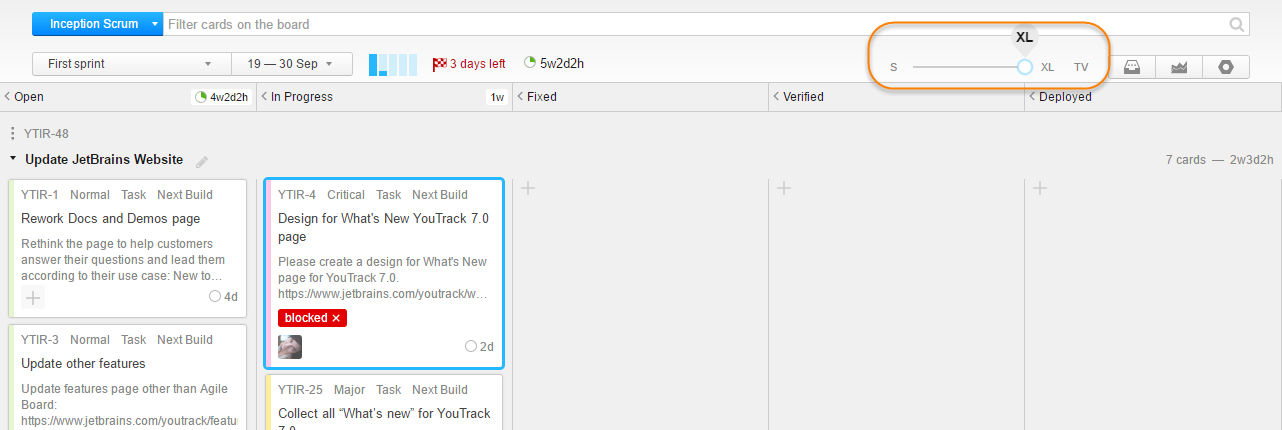 Inception Scrum
Filter cards on the board
XL
First sprint
19 — 30 Sep
3 days left
5w2d2h
S
XL
TV
Open
4w2d2h
In Progress
1w
Fixed
Verified
Deployed
YTIR-48
Update JetBrains Website
7 cards — 2w3d2h
YTIR-1 Normal Task Next Build
Rework Docs and Demos page
Rethink the page to help customers
answer their questions and lead them
according to their use case: New to…
4d
YTIR-3 Normal Task Next Build
Update other features
Update features page other than Agile
Board:
https://www.jetbrains.com/youtrack/featu
YTIR-4 Critical Task Next Build
Design for What's New YouTrack 7.0
page
Please create a design for What's New
page for YouTrack 7.0.
https://www.jetbrains.com/youtrack/w…
blocked ×
2d
YTIR-25 Major Task Next Build
Collect all “What’s new” for YouTrack
7.0